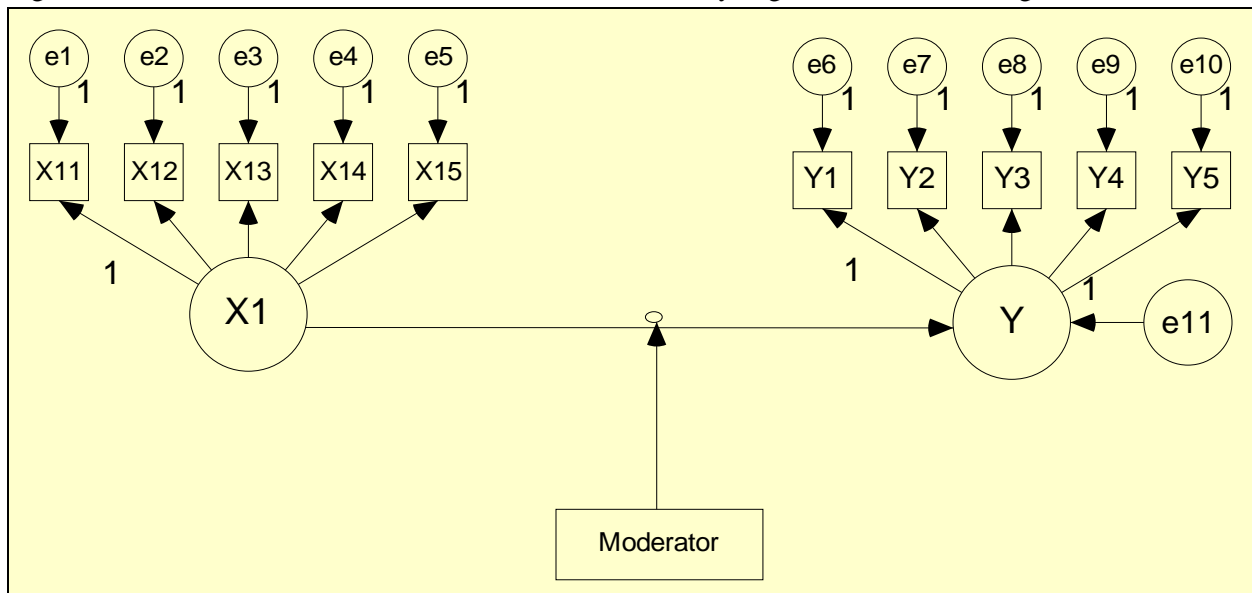 e1 e2 e3 e4 e5 e6 e7 e8 e9 e10
1 1 1 1 1 1 1 1 1 1
X11 X12 X13 X14 X15 Y1 Y2 Y3 Y4 Y5
1 1 1
X1 Y e11
Moderator